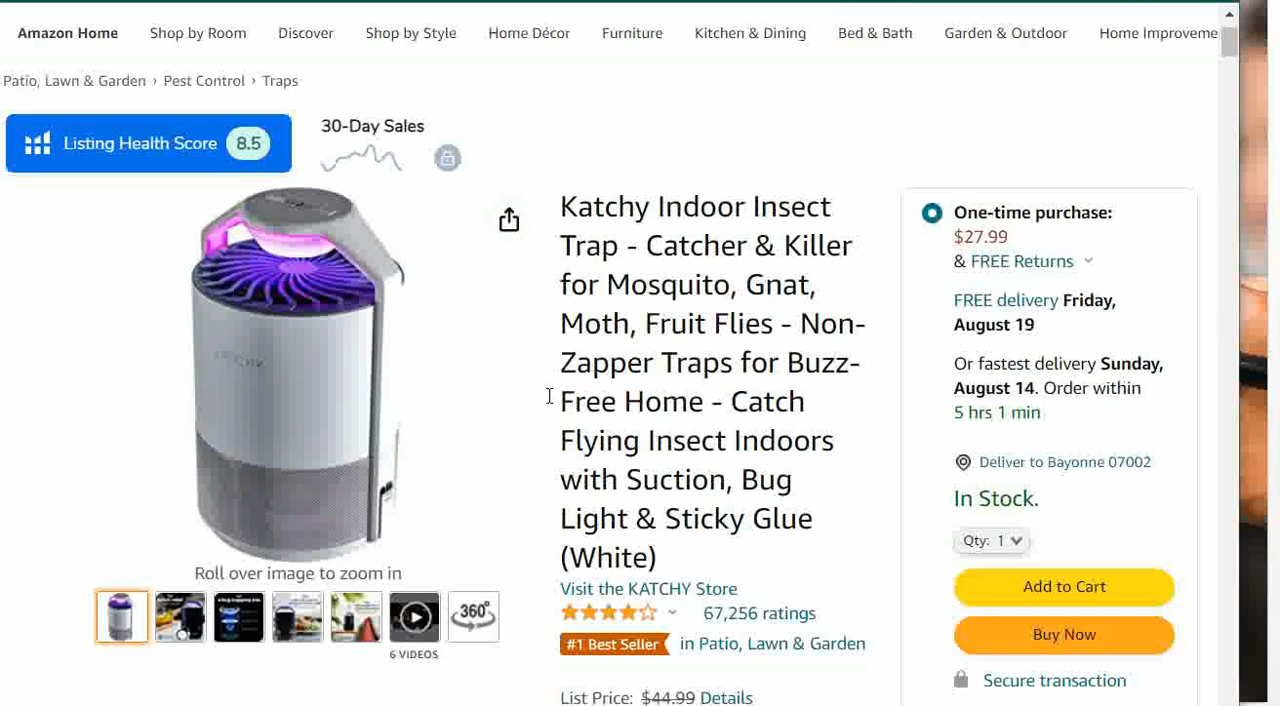 Amazon Home Shop by Room Discover Shop by Style Home Décor Furniture Kitchen & Dining Bed & Bath Garden & Outdoor Home Improveme
Patio, Lawn & Garden › Pest Control › Traps
Listing Health Score 8.5
30-Day Sales
KATCHY
Roll over image to zoom in
360°
6 VIDEOS
Katchy Indoor Insect
Trap - Catcher & Killer
for Mosquito, Gnat,
Moth, Fruit Flies - Non-
Zapper Traps for Buzz-
Free Home - Catch
Flying Insect Indoors
with Suction, Bug
Light & Sticky Glue
(White)
Visit the KATCHY Store
67,256 ratings
#1 Best Seller in Patio, Lawn & Garden
List Price: $44.99 Details
One-time purchase:
$27.99
& FREE Returns
FREE delivery Friday,
August 19
Or fastest delivery Sunday,
August 14. Order within
5 hrs 1 min
Deliver to Bayonne 07002
In Stock.
Qty: 1
Add to Cart
Buy Now
Secure transaction